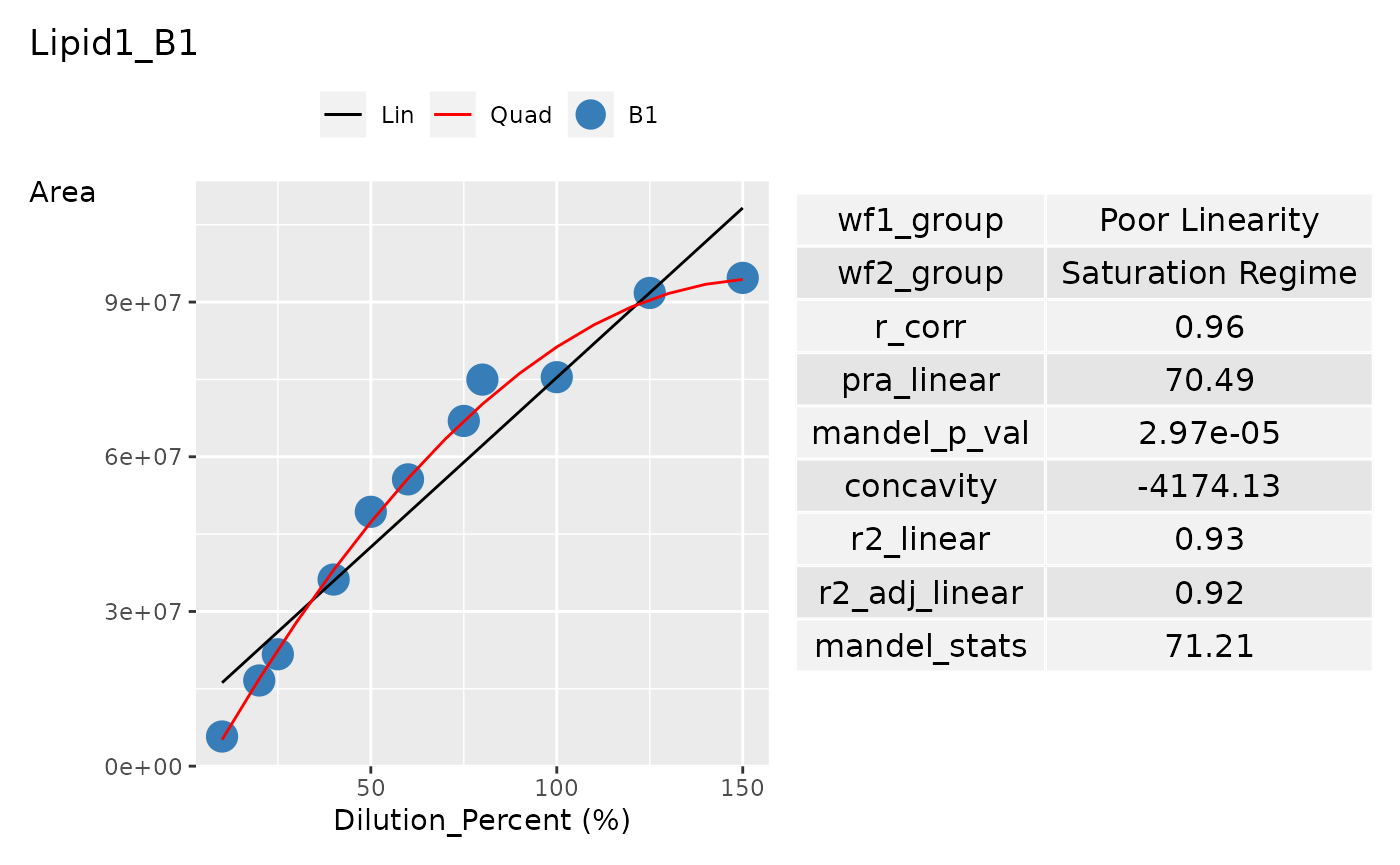 Lipid1_B1
Lin Quad B1
Area
9e+07
6e+07
3e+07
0e+00
50 100 150
Dilution_Percent (%)
wf1_group Poor Linearity
wf2_group Saturation Regime
r_corr 0.96
pra_linear 70.49
mandel_p_val 2.97e-05
concavity -4174.13
r2_linear 0.93
r2_adj_linear 0.92
mandel_stats 71.21